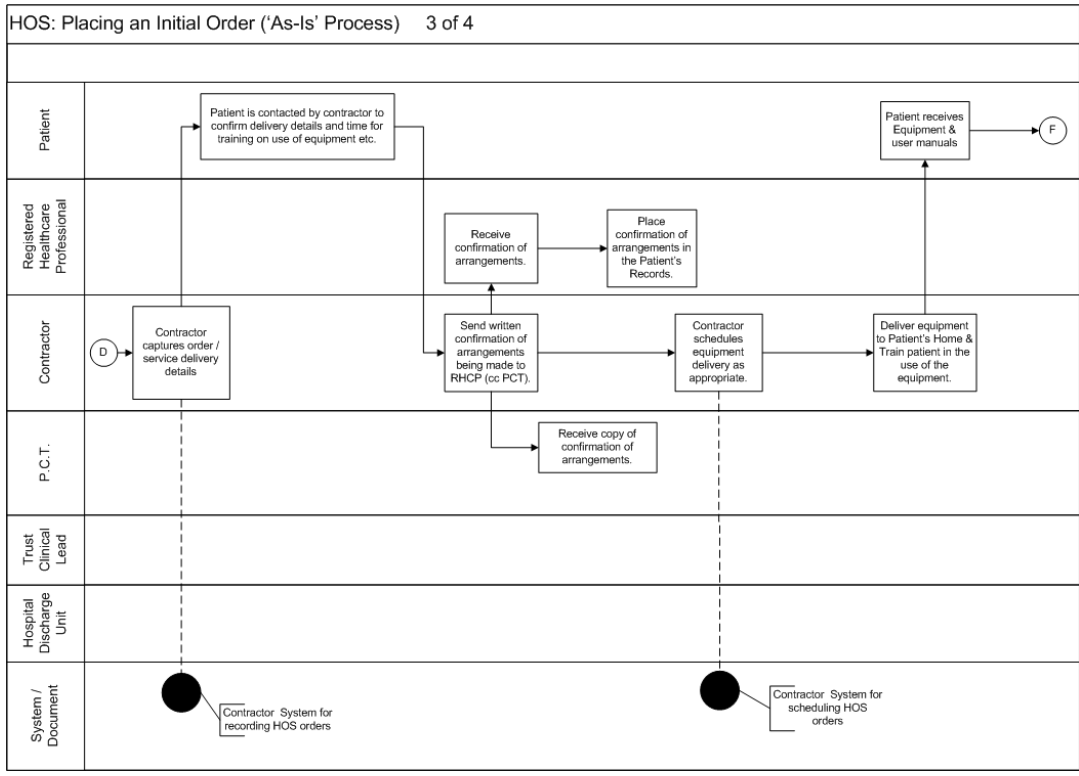 HOS: Placing an Initial Order (‘As-Is’ Process) 3 of 4
Patient
Patient is contacted by contractor to
confirm delivery details and time for
training on use of equipment etc.
Patient receives
Equipment &
user manuals
F
Registered
Healthcare
Professional
Receive
confirmation of
arrangements.
Place
confirmation of
arrangements in
the Patient’s
Records.
Contractor
D
Contractor
captures order /
service delivery
details
Send written
confirmation of
arrangements
being made to
RHCP (cc PCT).
Contractor
schedules
equipment
delivery as
appropriate.
Deliver equipment
to Patient’s Home &
Train patient in the
use of the
equipment.
P.C.T.
Receive copy of
confirmation of
arrangements.
Trust
Clinical
Lead
Hospital
Discharge
Unit
System /
Document
Contractor System for
recording HOS orders
Contractor System for
scheduling HOS
orders